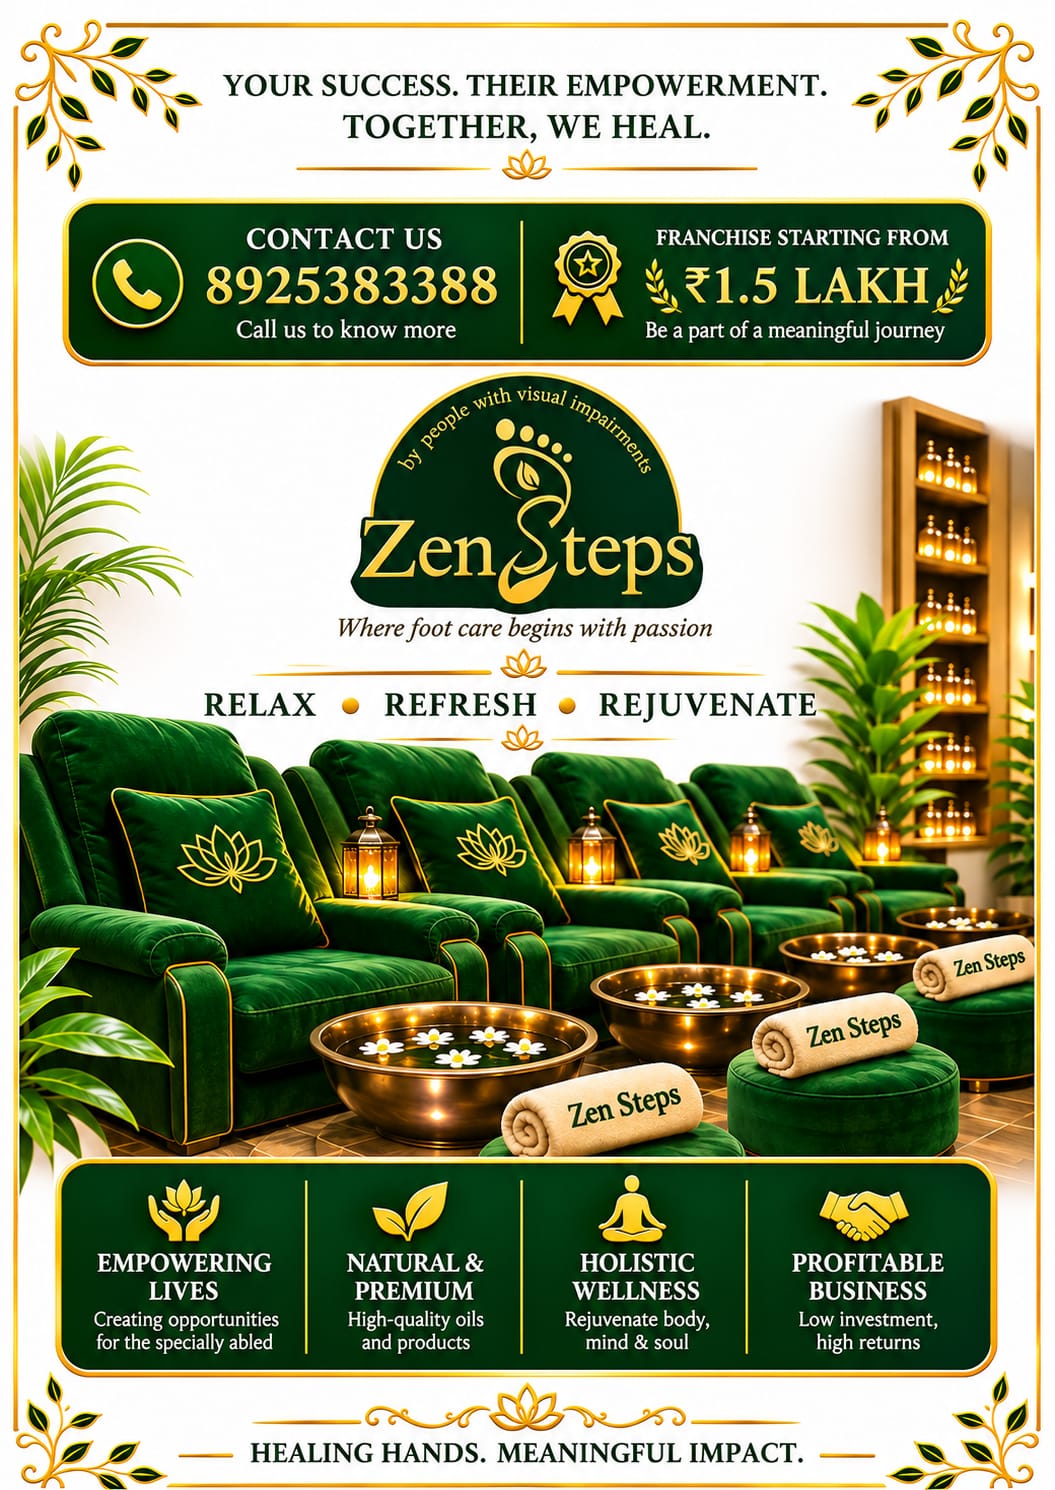 YOUR SUCCESS. THEIR EMPOWERMENT.
TOGETHER, WE HEAL.
CONTACT US
8925383388
Call us to know more
FRANCHISE STARTING FROM
₹1.5 LAKH
Be a part of a meaningful journey
by people with visual impairments
Zen Steps
Where foot care begins with passion
RELAX • REFRESH • REJUVENATE
Zen Steps
Zen Steps
Zen Steps
EMPOWERING
LIVES
Creating opportunities
for the specially abled
NATURAL &
PREMIUM
High-quality oils
and products
HOLISTIC
WELLNESS
Rejuvenate body,
mind & soul
PROFITABLE
BUSINESS
Low investment,
high returns
HEALING HANDS. MEANINGFUL IMPACT.